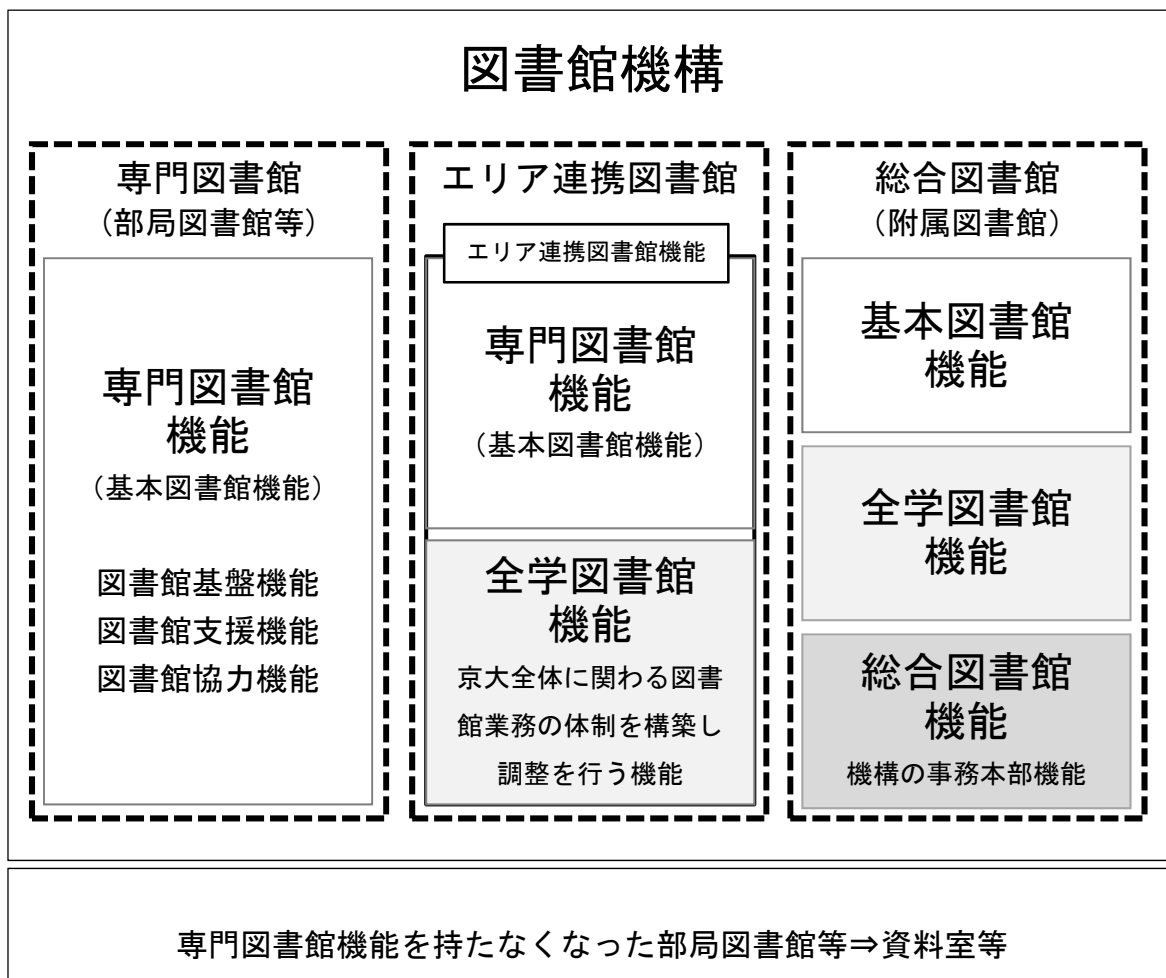 図書館機構
専門図書館
（部局図書館等）
専門図書館
機能
（基本図書館機能）
図書館基盤機能
図書館支援機能
図書館協力機能
エリア連携図書館
エリア連携図書館機能
専門図書館
機能
（基本図書館機能）
全学図書館
機能
京大全体に関わる図書
館業務の体制を構築し
調整を行う機能
総合図書館
（附属図書館）
基本図書館
機能
全学図書館
機能
総合図書館
機能
機構の事務本部機能
専門図書館機能を持たなくなった部局図書館等⇒資料室等